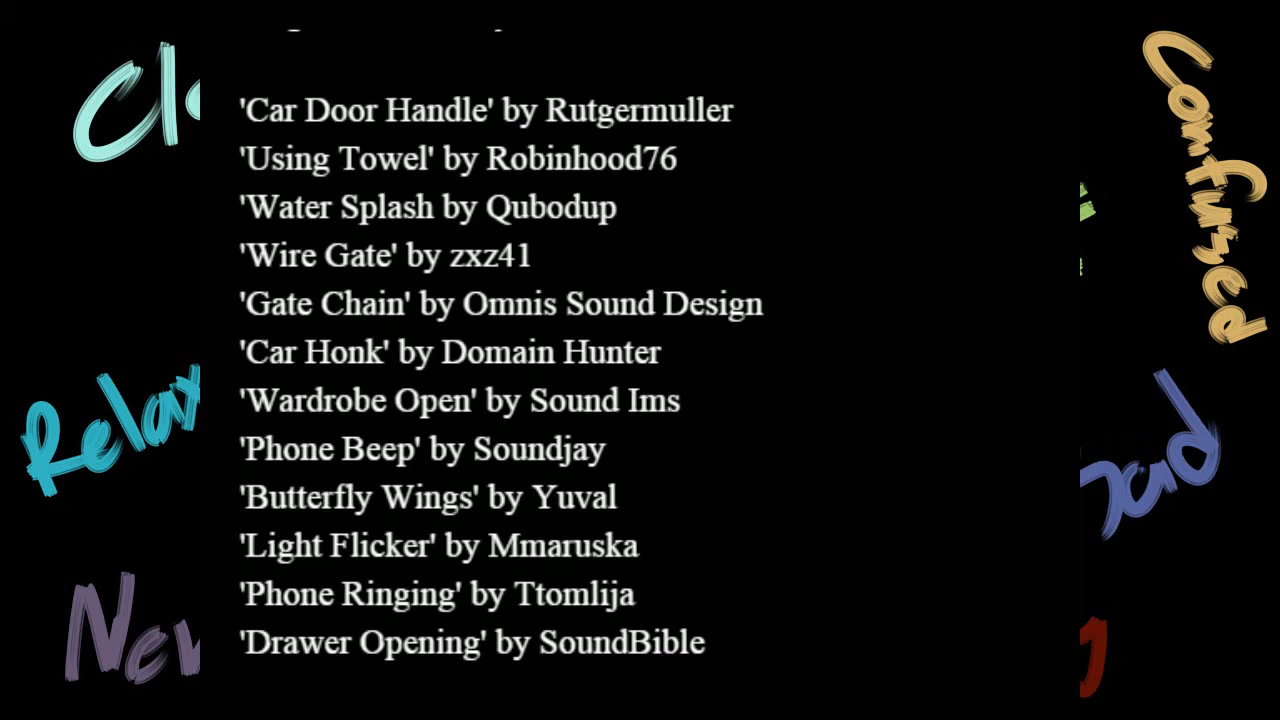 'Car Door Handle' by Rutgermuller
'Using Towel' by Robinhood76
'Water Splash by Qubodup
'Wire Gate' by zxz41
'Gate Chain' by Omnis Sound Design
'Car Honk' by Domain Hunter
'Wardrobe Open' by Sound Ims
'Phone Beep' by Soundjay
'Butterfly Wings' by Yuval
'Light Flicker' by Mmaruska
'Phone Ringing' by Ttomlija
'Drawer Opening' by SoundBible
Relax
Confused